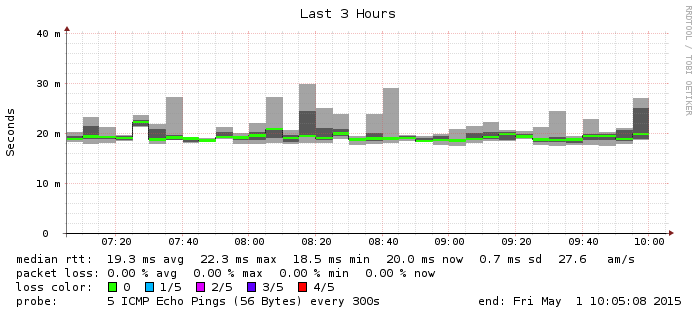 Last 3 Hours
RRDTOOL / TOBI OETIKER
Seconds
40 m
30 m
20 m
10 m
0
07:20 07:40 08:00 08:20 08:40 09:00 09:20 09:40 10:00
median rtt: 19.3 ms avg 22.3 ms max 18.5 ms min 20.0 ms now 0.7 ms sd 27.6 am/s
packet loss: 0.00 % avg 0.00 % max 0.00 % min 0.00 % now
loss color: 0 1/5 2/5 3/5 4/5
probe: 5 ICMP Echo Pings (56 Bytes) every 300s end: Fri May 1 10:05:08 2015